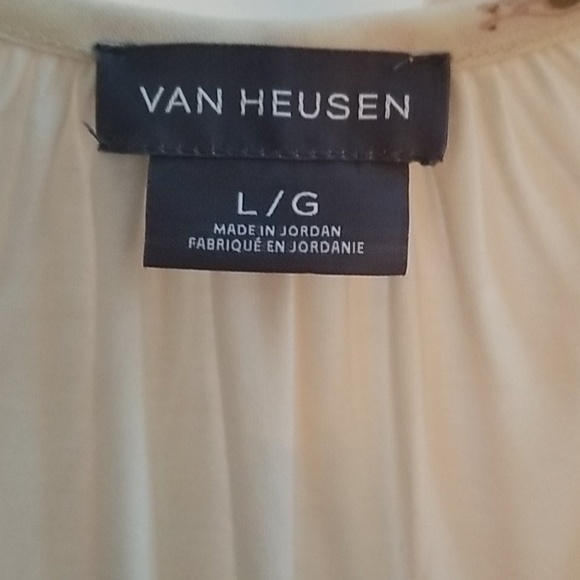 VAN HEUSEN
L/G
MADE IN JORDAN
FABRIQUÉ EN JORDANIE